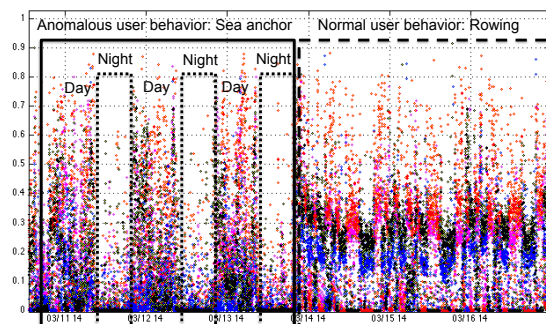 Anomalous user behavior: Sea anchor Normal user behavior: Rowing
1
0.9
0.8
0.7
0.6
0.5
0.4
0.3
0.2
0.1
0
Night Night Night
Day Day Day
03/11 14 03/12 14 03/13 14 03/14 14 03/15 14 03/16 14